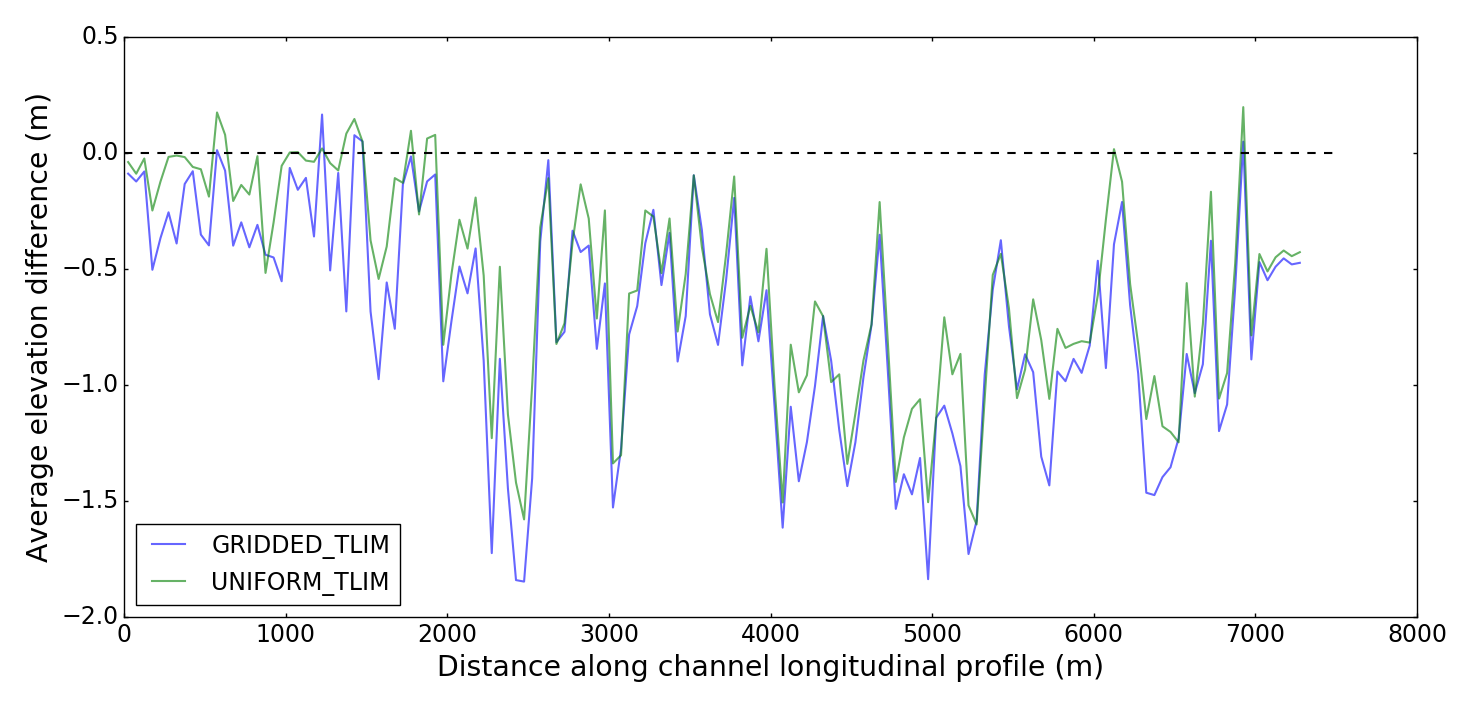 Average elevation difference (m)
0.5
0.0
−0.5
−1.0
−1.5
−2.0
GRIDDED_TLIM
UNIFORM_TLIM
0 1000 2000 3000 4000 5000 6000 7000 8000
Distance along channel longitudinal profile (m)